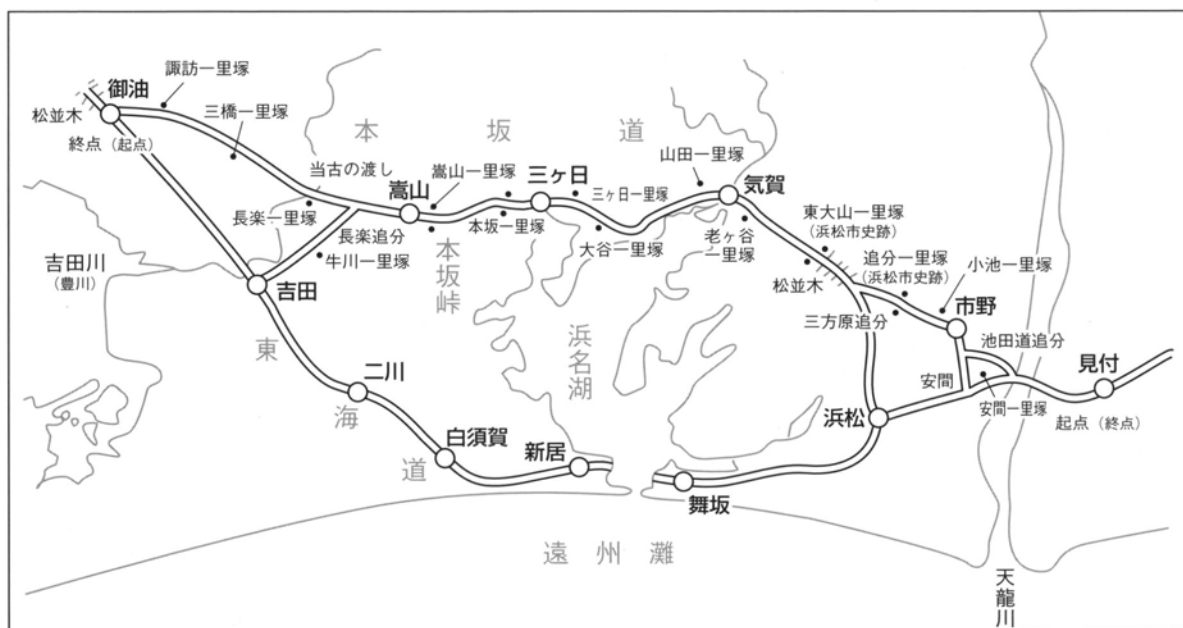 諏訪一里塚
御油
松並木
三橋一里塚
終点（起点）
本坂道
山田一里塚
当古の渡し
嵩山一里塚
嵩山
三ヶ日
三ヶ日一里塚
気賀
長楽一里塚
長楽追分
牛川一里塚
本坂峠
本坂一里塚
大谷一里塚
老ヶ谷
一里塚
東大山一里塚
（浜松市史跡）
追分一里塚
（浜松市史跡）
小池一里塚
松並木
三方原追分
市野
池田道追分
見付
吉田川
（豊川）
吉田
東海道
二川
浜名湖
安間
安間一里塚
起点（終点）
浜松
白須賀
新居
舞坂
遠州灘
天龍川